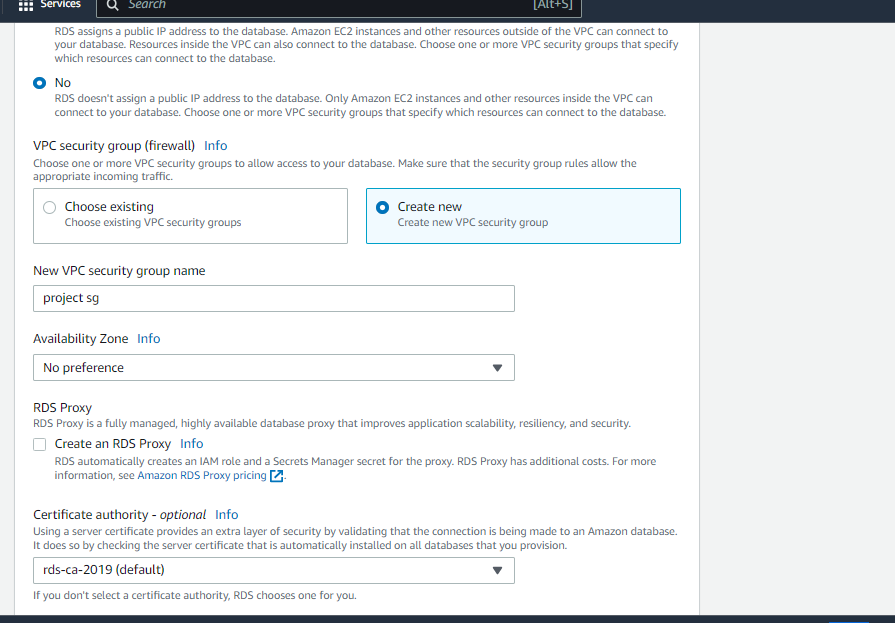 Services
Search
[Alt+S]
RDS assigns a public IP address to the database. Amazon EC2 instances and other resources outside of the VPC can connect to
your database. Resources inside the VPC can also connect to the database. Choose one or more VPC security groups that specify
which resources can connect to the database.
No
RDS doesn't assign a public IP address to the database. Only Amazon EC2 instances and other resources inside the VPC can
connect to your database. Choose one or more VPC security groups that specify which resources can connect to the database.
VPC security group (firewall) Info
Choose one or more VPC security groups to allow access to your database. Make sure that the security group rules allow the
appropriate incoming traffic.
Choose existing
Choose existing VPC security groups
Create new
Create new VPC security group
New VPC security group name
project sg
Availability Zone Info
No preference
RDS Proxy
RDS Proxy is a fully managed, highly available database proxy that improves application scalability, resiliency, and security.
Create an RDS Proxy Info
RDS automatically creates an IAM role and a Secrets Manager secret for the proxy. RDS Proxy has additional costs. For more
information, see Amazon RDS Proxy pricing.
Certificate authority - optional Info
Using a server certificate provides an extra layer of security by validating that the connection is being made to an Amazon database.
It does so by checking the server certificate that is automatically installed on all databases that you provision.
rds-ca-2019 (default)
If you don't select a certificate authority, RDS chooses one for you.